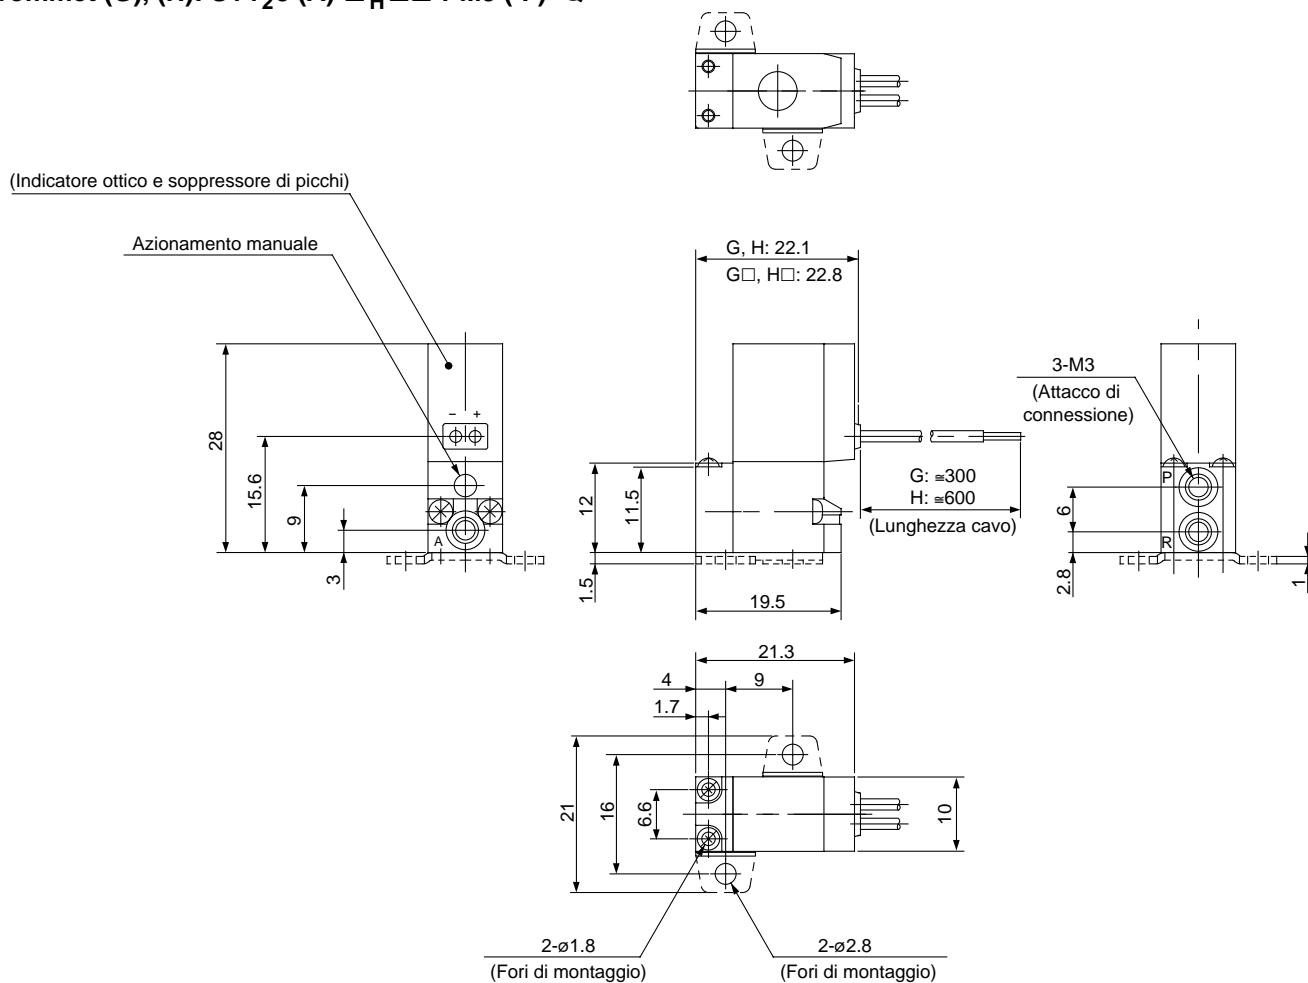 (Indicatore ottico e soppressore di picchi)
Azionamento manuale
G, H: 22.1
G□, H□: 22.8
28
15.6
9
3
− +
A
12
11.5
1.5
19.5
G: ≅300
H: ≅600
(Lunghezza cavo)
3-M3
(Attacco di
connessione)
P
R
6
2.8
1
21.3
4
9
1.7
21
16
6.6
10
2-ø1.8
(Fori di montaggio)
2-ø2.8
(Fori di montaggio)